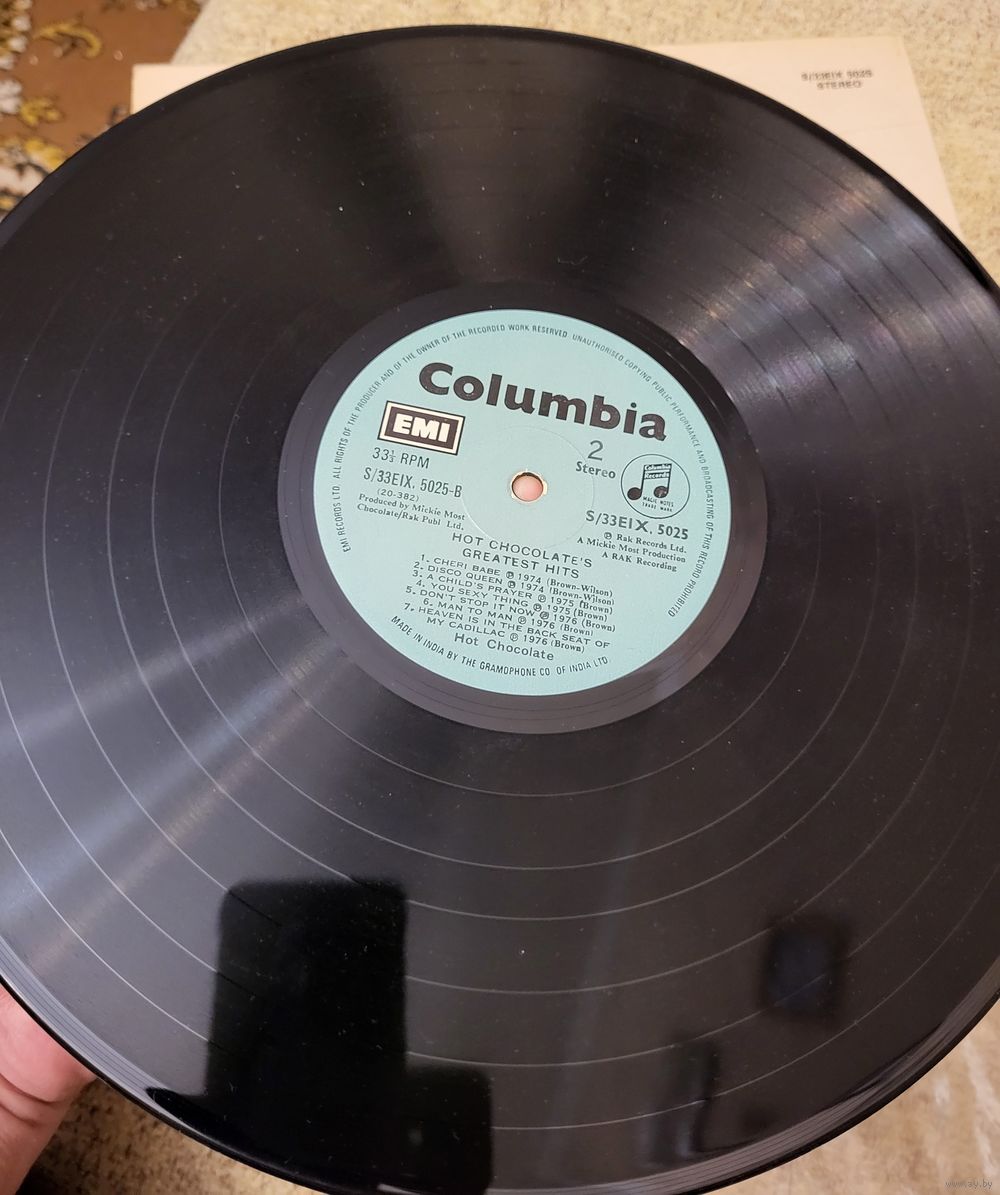 S/33EIX 5025
STEREO
EMI RECORDS LTD. ALL RIGHTS OF THE PRODUCER AND OF THE OWNER OF THE RECORDED WORK RESERVED UNAUTHORISED COPYING PUBLIC PERFORMANCE AND BROADCASTING OF THIS RECORD PROHIBITED
Columbia
EMI
33⅓ RPM
S/33EIX. 5025-B
(20-382)
Produced by Mickie Most
Chocolate/Rak Publ Ltd.
2
Stereo
Columbia
Records
MAGIC NOTES
TRADE MARK
S/33EIX. 5025
℗ Rak Records Ltd.
A Mickie Most Production
A RAK Recording
HOT CHOCOLATE'S
GREATEST HITS
1. CHERI BABE ℗ 1974 (Brown-Wilson)
2. DISCO QUEEN ℗ 1974 (Brown-Wilson)
3. A CHILD'S PRAYER ℗ 1975 (Brown)
4. YOU SEXY THING ℗ 1975 (Brown)
5. DON'T STOP IT NOW ℗ 1976 (Brown)
6. MAN TO MAN ℗ 1976 (Brown)
7. HEAVEN IS IN THE BACK SEAT OF
MY CADILLAC ℗ 1976 (Brown)
Hot Chocolate
MADE IN INDIA BY THE GRAMOPHONE CO. OF INDIA LTD.
www.ay.by